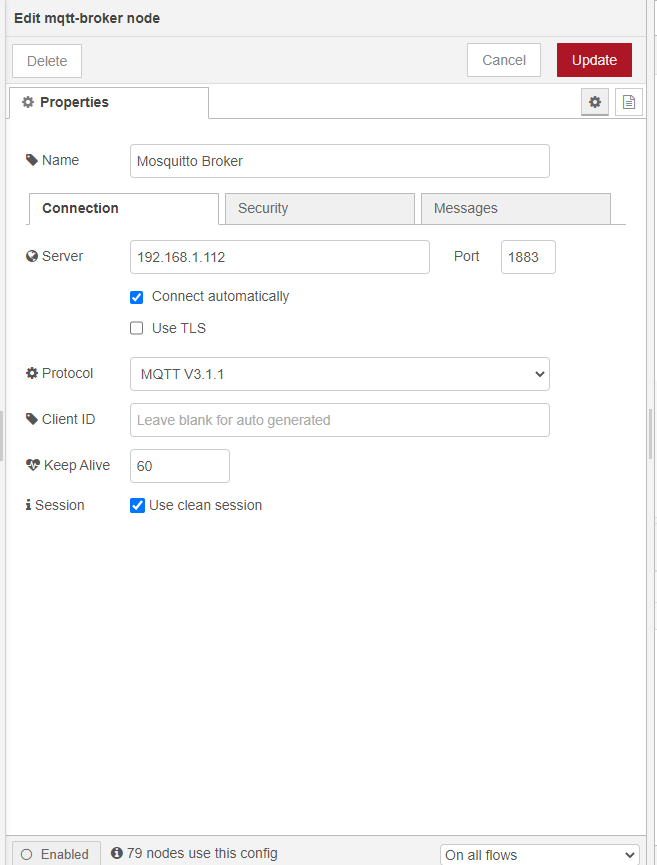 Edit mqtt-broker node
Delete Cancel Update
Properties
Name Mosquitto Broker
Connection Security Messages
Server 192.168.1.112 Port 1883
Connect automatically
Use TLS
Protocol MQTT V3.1.1
Client ID Leave blank for auto generated
Keep Alive 60
Session Use clean session
Enabled 79 nodes use this config On all flows